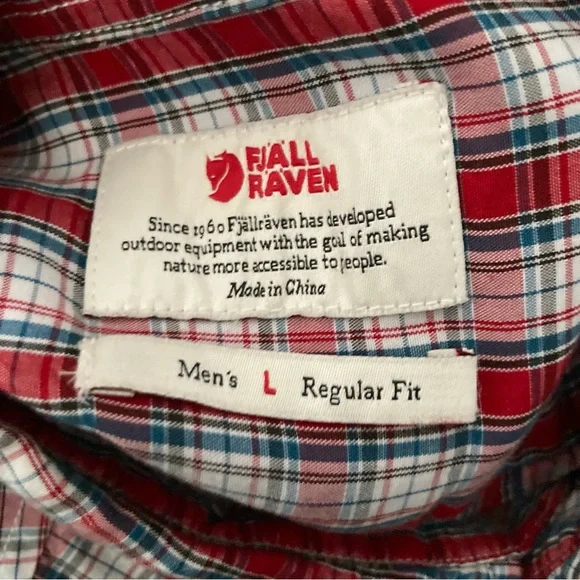 FJÄLL
RÄVEN
Since 1960 Fjällräven has developed
outdoor equipment with the goal of making
nature more accessible to people.
Made in China
Men's L Regular Fit